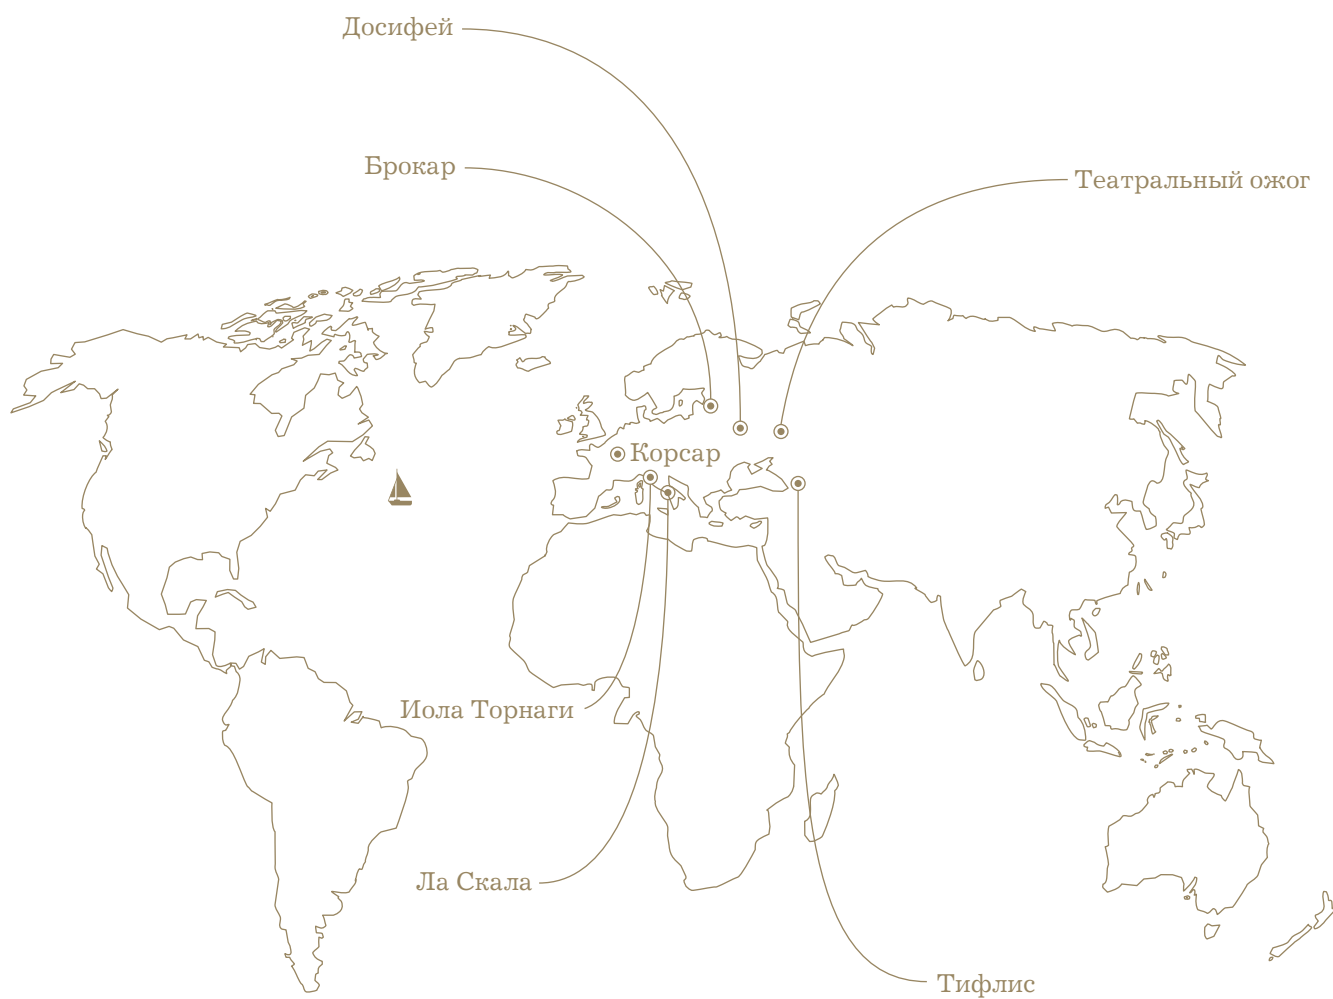 Досифей
Брокар
Театральный ожог
Корсар
Иола Торнаги
Ла Скала
Тифлис